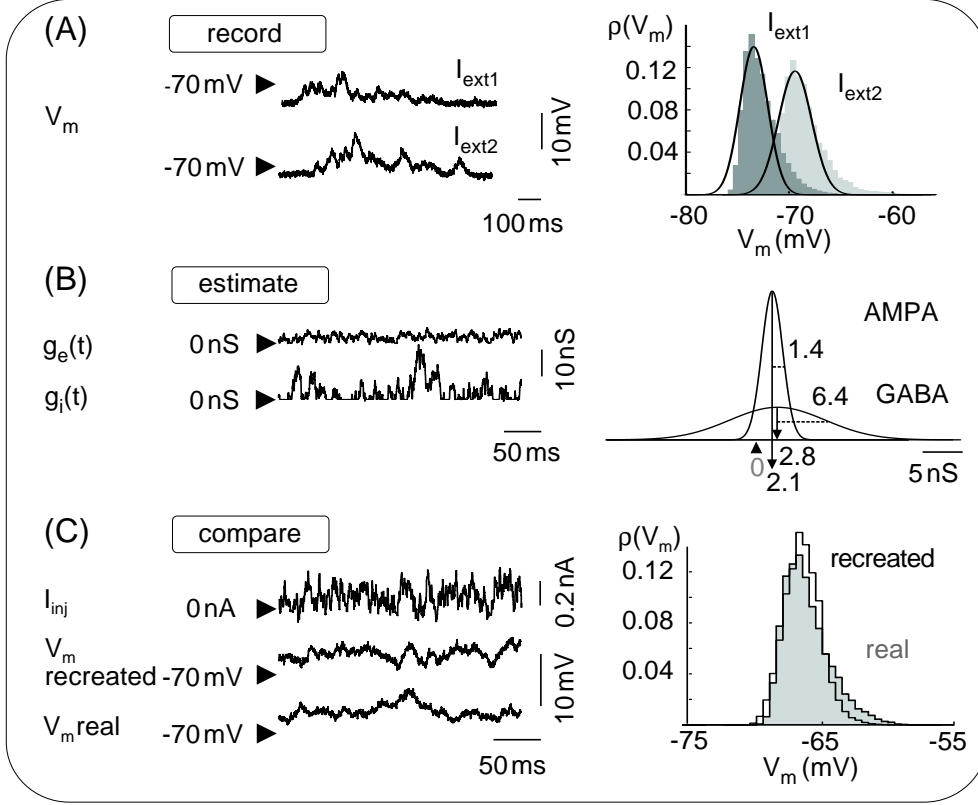 (A)
record
V_m
-70 mV
I_ext1
-70 mV
I_ext2
10 mV
100 ms
ρ(V_m)
I_ext1
I_ext2
0.12
0.08
0.04
-80
-70
-60
V_m (mV)
(B)
estimate
g_e(t)
0 nS
g_i(t)
0 nS
10 nS
50 ms
AMPA
1.4
GABA
6.4
0
2.8
2.1
5 nS
(C)
compare
I_inj
0 nA
0.2 nA
V_m
recreated
-70 mV
V_m real
-70 mV
10 mV
50 ms
ρ(V_m)
recreated
real
0.12
0.08
0.04
-75
-65
-55
V_m (mV)